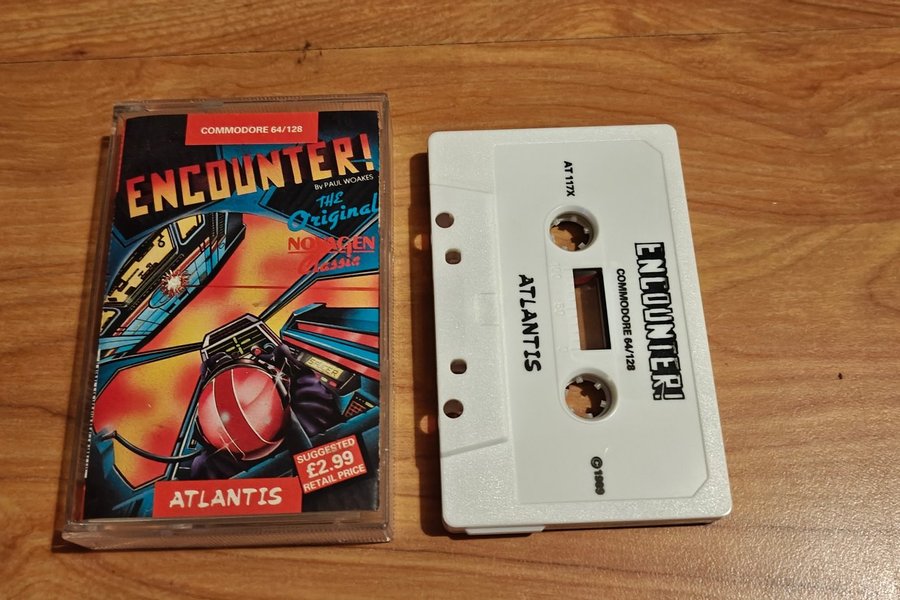 COMMODORE 64/128
ENCOUNTER!
By PAUL WOAKES
THE
Original
NOVAGEN
Classic
SUGGESTED
£2.99
RETAIL PRICE
ATLANTIS
AT 117X
ENCOUNTER!
COMMODORE 64/128
ATLANTIS
© 1989